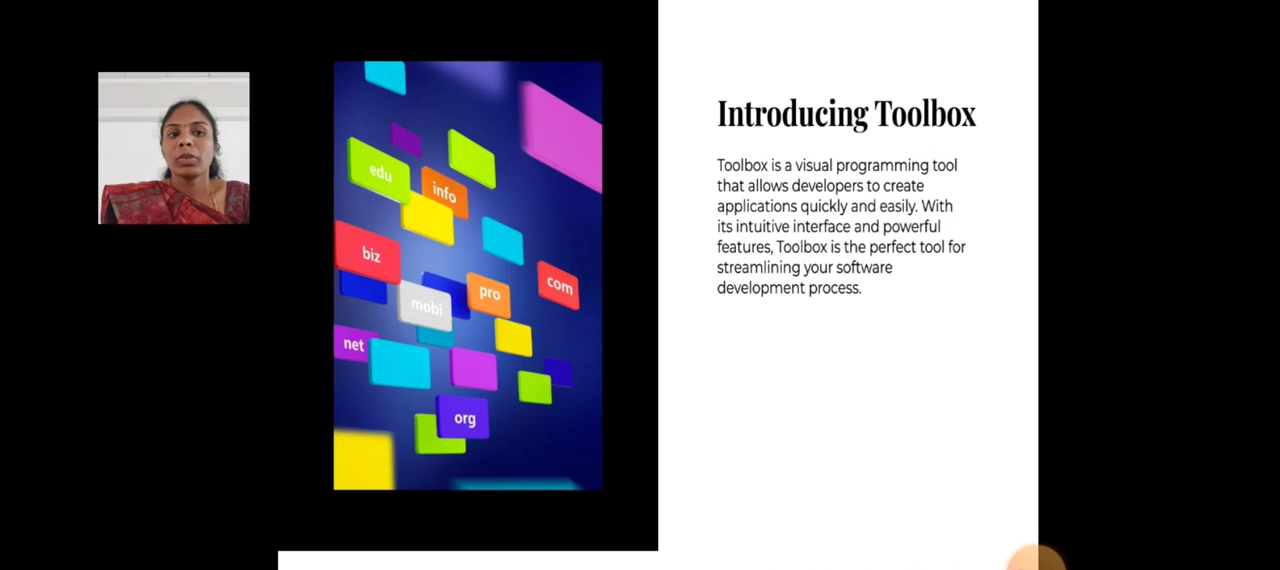 edu
info
biz
com
pro
mobi
net
org
Introducing Toolbox
Toolbox is a visual programming tool
that allows developers to create
applications quickly and easily. With
its intuitive interface and powerful
features, Toolbox is the perfect tool for
streamlining your software
development process.